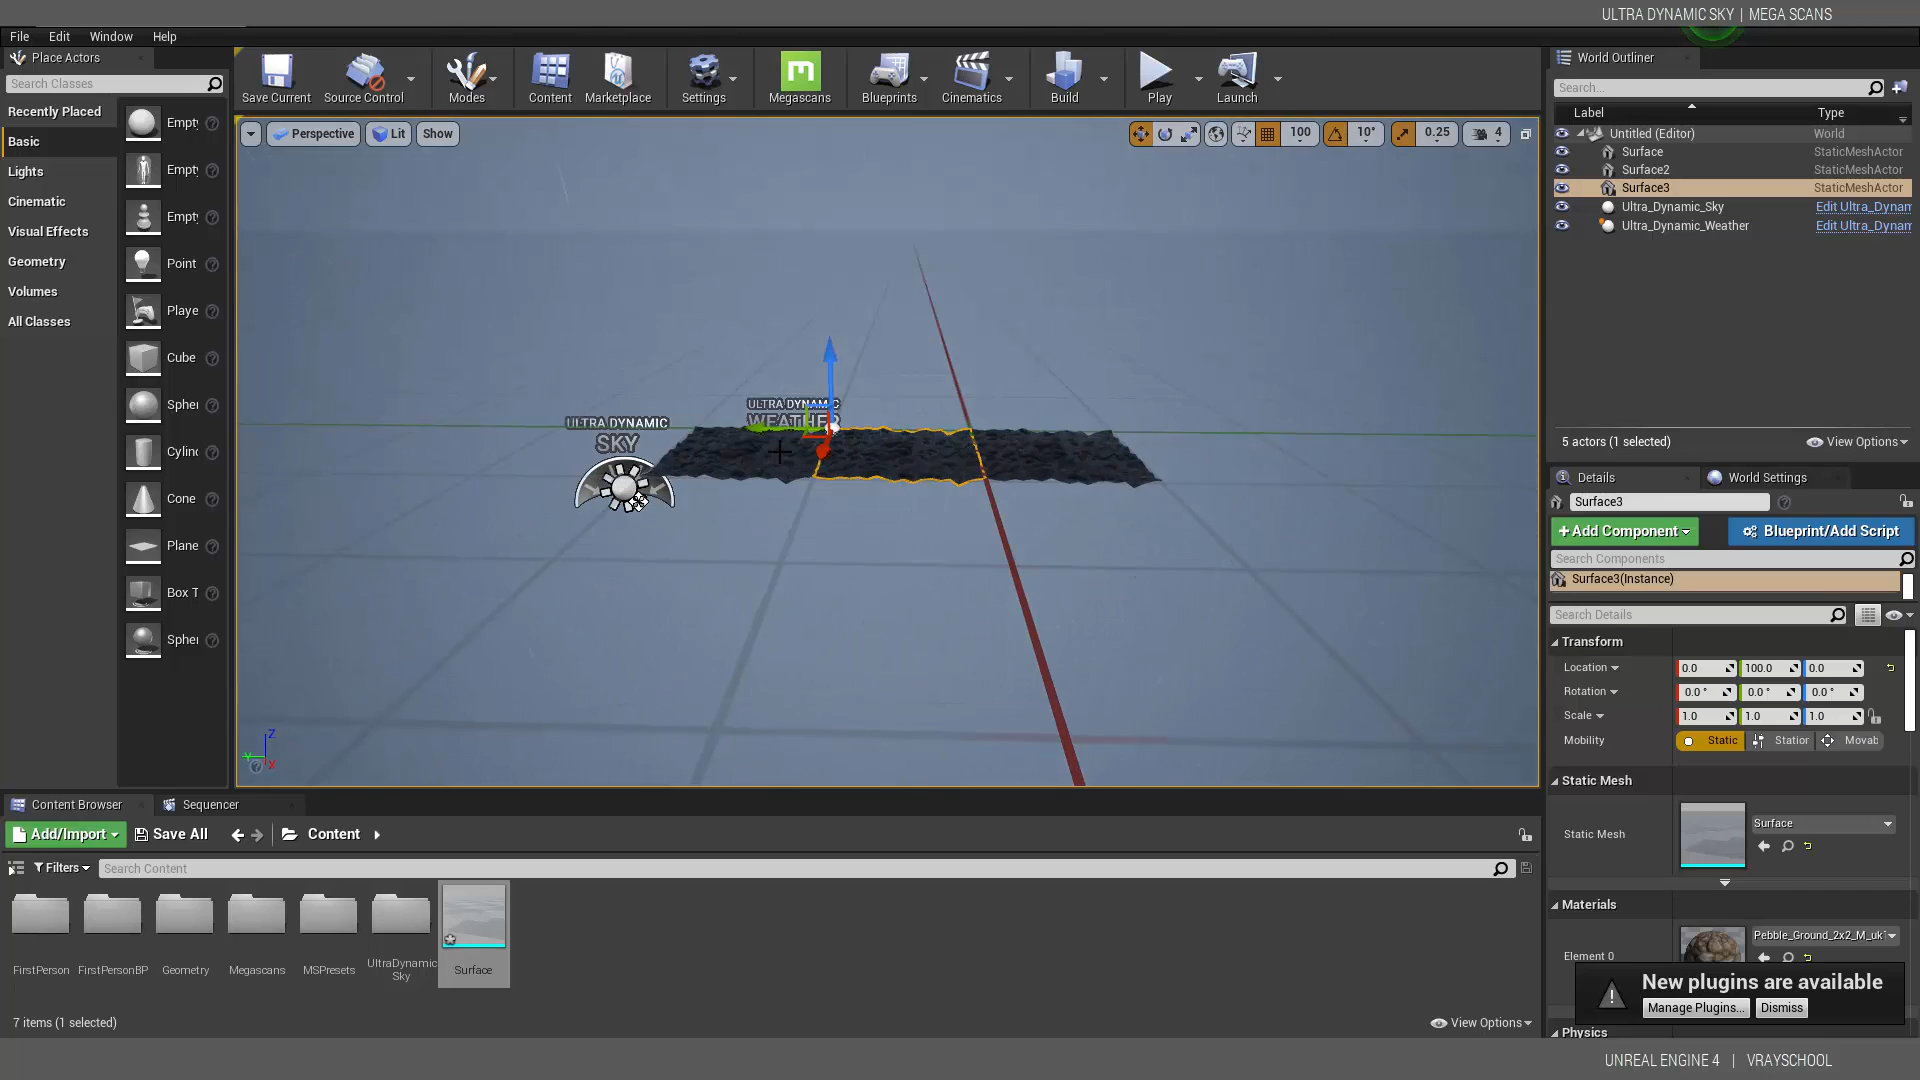 ULTRA DYNAMIC SKY | MEGA SCANS
File Edit Window Help
Place Actors
Search Classes
Recently Placed
Basic
Lights
Cinematic
Visual Effects
Geometry
Volumes
All Classes
Empty
Empty
Empty
Point
Playe
Cube
Spher
Cylind
Cone
Plane
Box T
Spher
Save Current
Source Control
Modes
Content
Marketplace
Settings
Megascans
Blueprints
Cinematics
Build
Play
Launch
Perspective
Lit
Show
100
10°
0.25
4
ULTRA DYNAMIC
SKY
ULTRA DYNAMIC
WEATHER
Z
Y
X
World Outliner
Search...
Label Type
Untitled (Editor) World
Surface StaticMeshActor
Surface2 StaticMeshActor
Surface3 StaticMeshActor
Ultra_Dynamic_Sky Edit Ultra_Dynam
Ultra_Dynamic_Weather Edit Ultra_Dynam
5 actors (1 selected)
View Options
Details
World Settings
Surface3
+Add Component
Blueprint/Add Script
Search Components
Surface3(Instance)
Search Details
Transform
Location 0.0 100.0 0.0
Rotation 0.0° 0.0° 0.0°
Scale 1.0 1.0 1.0
Mobility Static Station Movab
Static Mesh
Static Mesh Surface
Materials
Element 0 Pebble_Ground_2x2_M_uk
New plugins are available
Manage Plugins...
Dismiss
Physics
Content Browser
Sequencer
Add/Import
Save All
Content
Filters
Search Content
FirstPerson
FirstPersonBP
Geometry
Megascans
MSPresets
UltraDynamic
Sky
Surface
7 items (1 selected)
View Options
UNREAL ENGINE 4 | VRAYSCHOOL